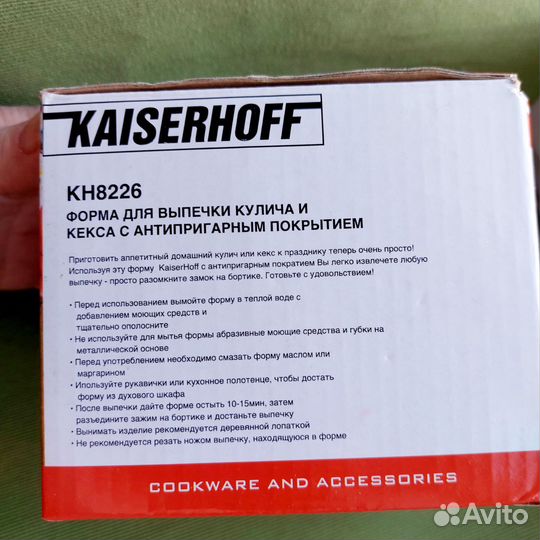 KAISERHOFF
KH8226
ФОРМА ДЛЯ ВЫПЕЧКИ КУЛИЧА И
КЕКСА С АНТИПРИГАРНЫМ ПОКРЫТИЕМ
Приготовить аппетитный домашний кулич или кекс к празднику теперь очень просто!
Используя эту форму KaiserHoff с антипригарным пократием Вы легко извлечете любую
выпечку - просто разомкните замок на бортике. Готовьте с удовольствием!
• Перед использованием вымойте форму в теплой воде с
добавлением моющих средств и
тщательно ополосните
• Не используйте для мытья формы абразивные моющие средства и губки на
металлической основе
• Перед употреблением необходимо смазать форму маслом или
маргарином
• Ипользуйте рукавички или кухонное полотенце, чтобы достать
форму из духового шкафа
• После выпечки дайте форме остыть 10-15мин, затем
разъедините зажим на бортике и достаньте выпечку
• Вынимать изделие рекомендуется деревянной лопаткой
• Не рекомендуется резать ножом выпечку, находящуюся в форме
COOKWARE AND ACCESSORIES
Avito